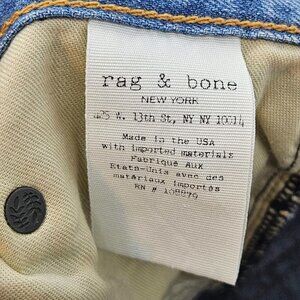 rag & bone
NEW YORK
425 W. 13th St, NY NY 10014
Made in the USA
with imported materials
Fabriqué Aux
Etats-Unis avec des
matériaux importés
RN # 108879